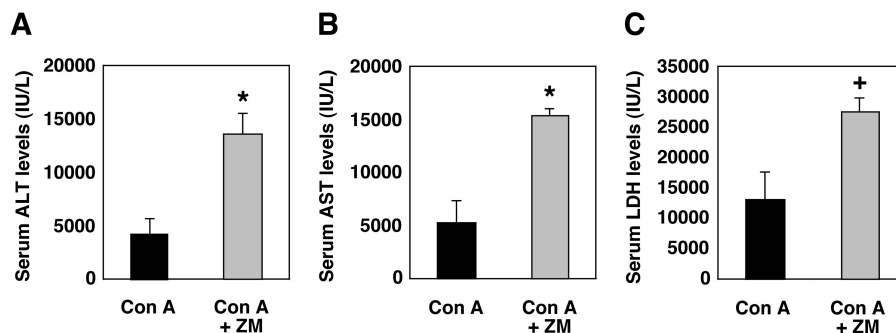 A
Serum ALT levels (IU/L)
20000
15000
10000
5000
0
*
Con A
Con A
+ ZM
B
Serum AST levels (IU/L)
20000
15000
10000
5000
0
*
Con A
Con A
+ ZM
C
Serum LDH levels (IU/L)
35000
30000
25000
20000
15000
10000
5000
0
+
Con A
Con A
+ ZM